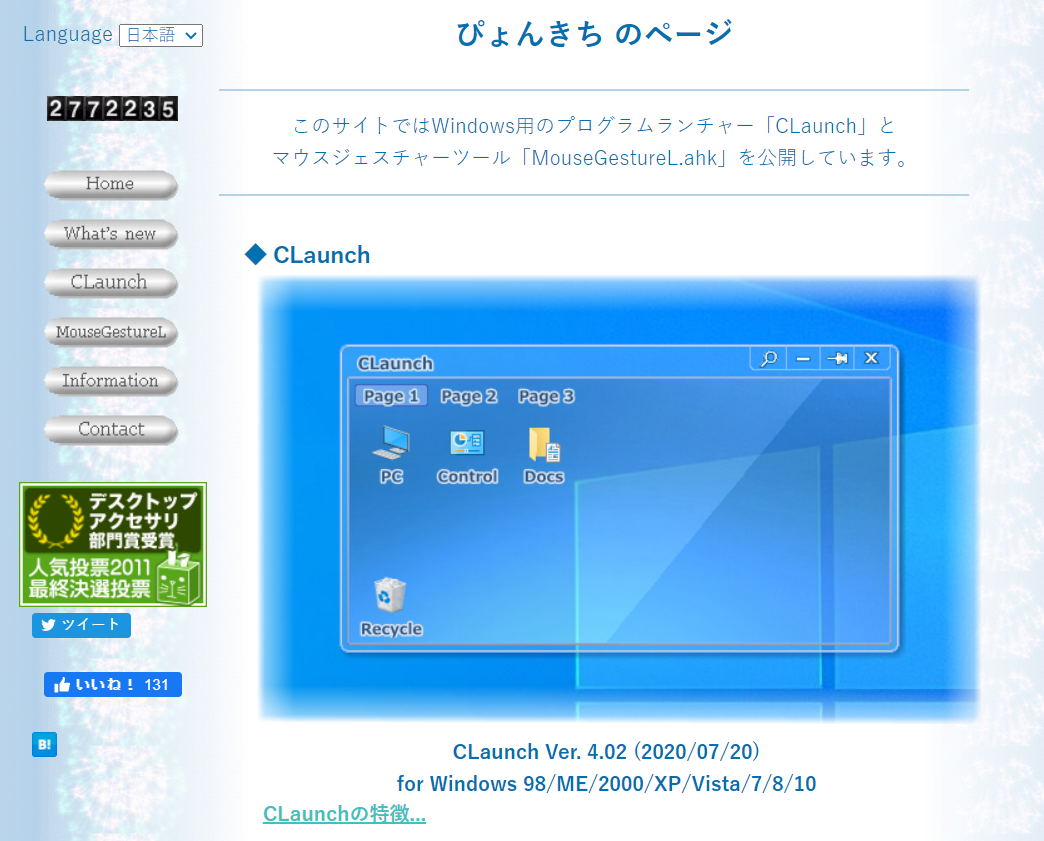 Language 日本語
2772235
Home
What's new
CLaunch
MouseGestureL
Information
Contact
デスクトップ
アクセサリ
部門賞受賞
人気投票2011
最終決選投票
ツイート
いいね！ 131
B!
ぴょんきち のページ
このサイトではWindows用のプログラムランチャー「CLaunch」と
マウスジェスチャーツール「MouseGestureL.ahk」を公開しています。
◆ CLaunch
CLaunch
Page 1 Page 2 Page 3
PC Control Docs
Recycle
CLaunch Ver. 4.02 (2020/07/20)
for Windows 98/ME/2000/XP/Vista/7/8/10
CLaunchの特徴...